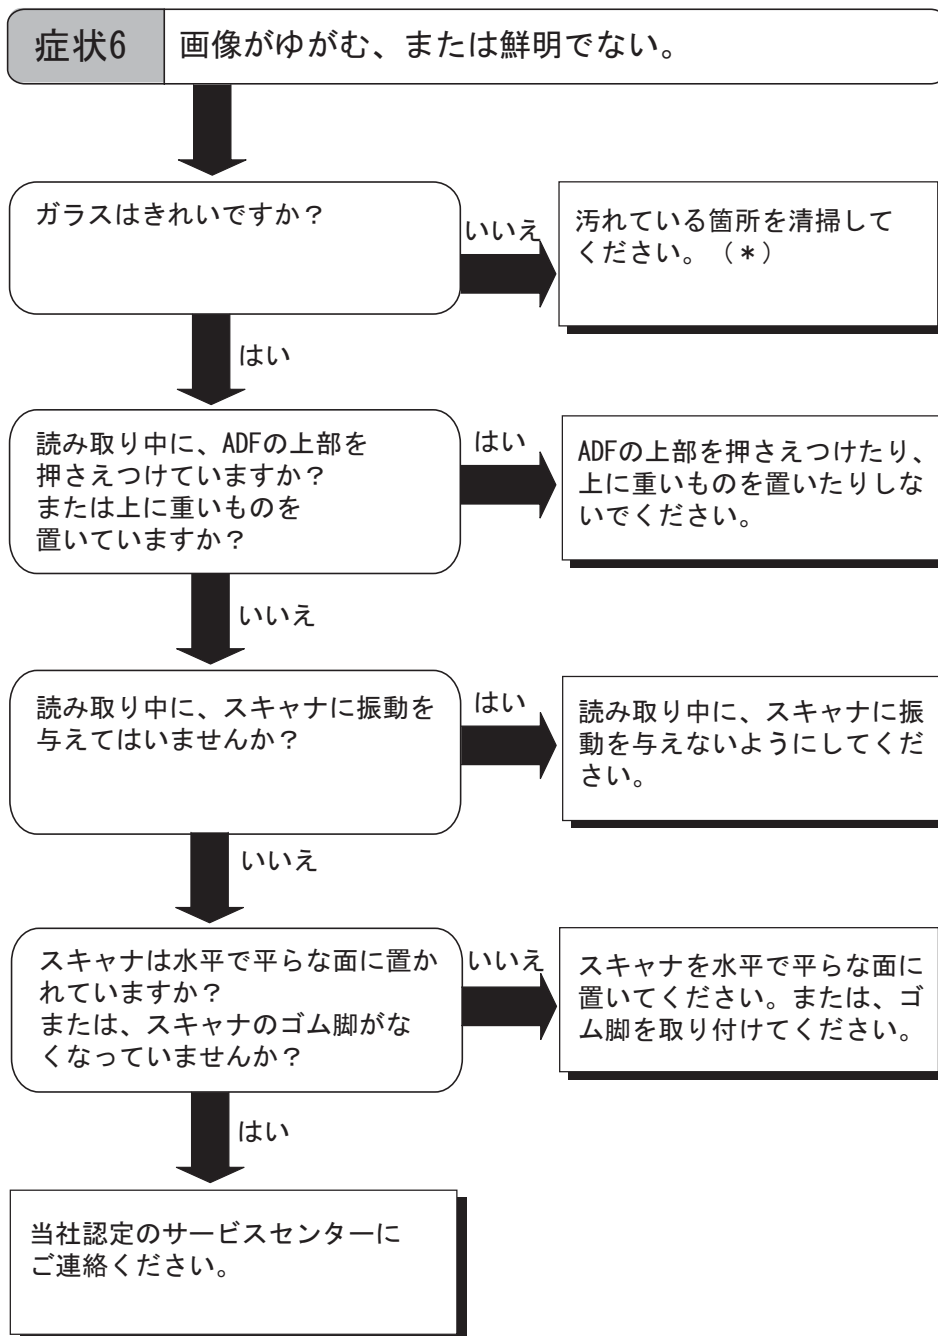 症状6
画像がゆがむ、または鮮明でない。
ガラスはきれいですか？
いいえ
汚れている箇所を清掃して
ください。（＊）
はい
読み取り中に、ADFの上部を
押さえつけていますか？
または上に重いものを
置いていますか？
はい
ADFの上部を押さえつけたり、
上に重いものを置いたりしな
いでください。
いいえ
読み取り中に、スキャナに振動を
与えてはいませんか？
はい
読み取り中に、スキャナに振
動を与えないようにしてくだ
さい。
いいえ
スキャナは水平で平らな面に置か
れていますか？
または、スキャナのゴム脚がな
くなっていませんか？
いいえ
スキャナを水平で平らな面に
置いてください。または、ゴ
ム脚を取り付けてください。
はい
当社認定のサービスセンターに
ご連絡ください。